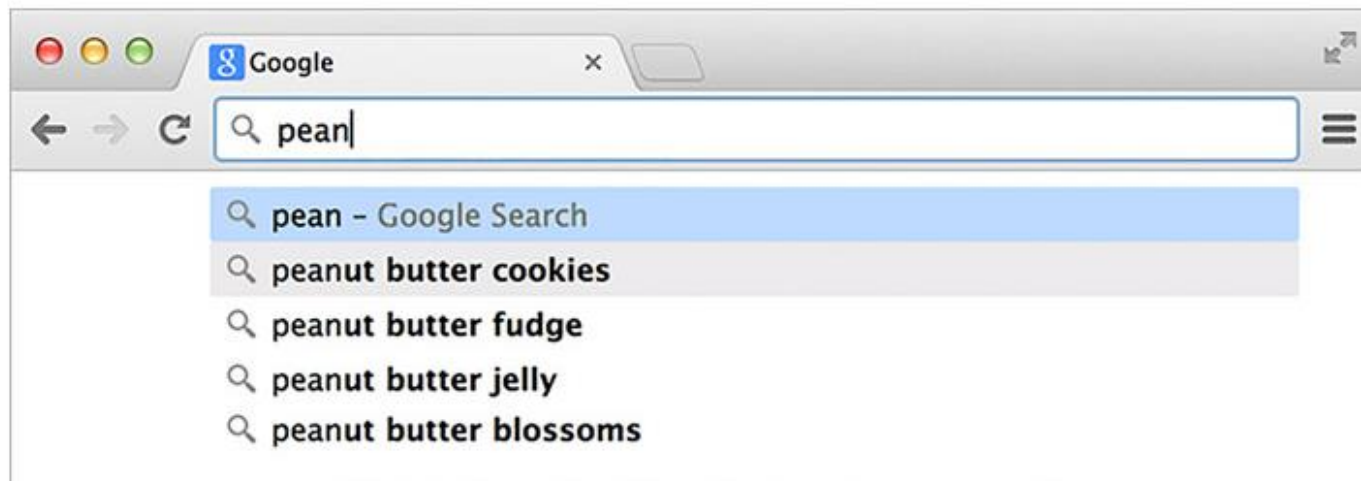 Google
pean
pean – Google Search
peanut butter cookies
peanut butter fudge
peanut butter jelly
peanut butter blossoms